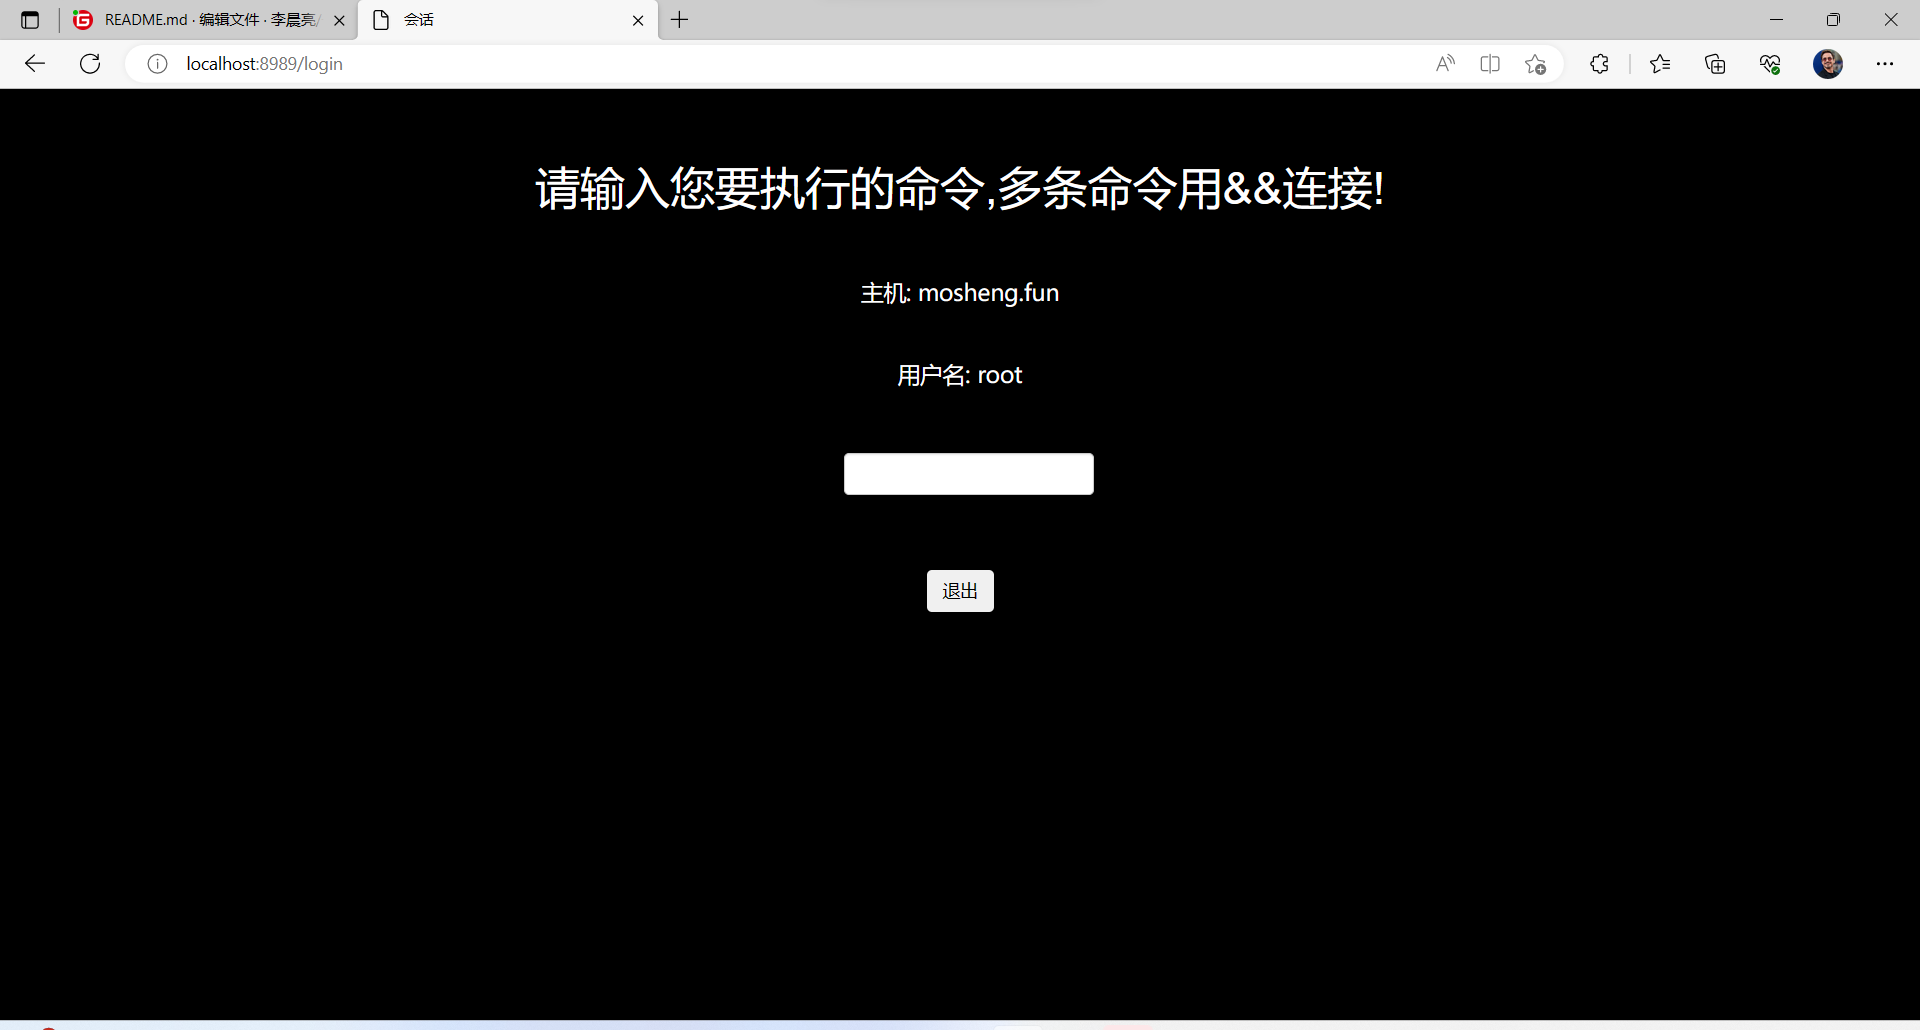 README.md · 编辑文件 · 李晨亮/
会话
localhost:8989/login
请输入您要执行的命令,多条命令用&&连接!
主机: mosheng.fun
用户名: root
退出